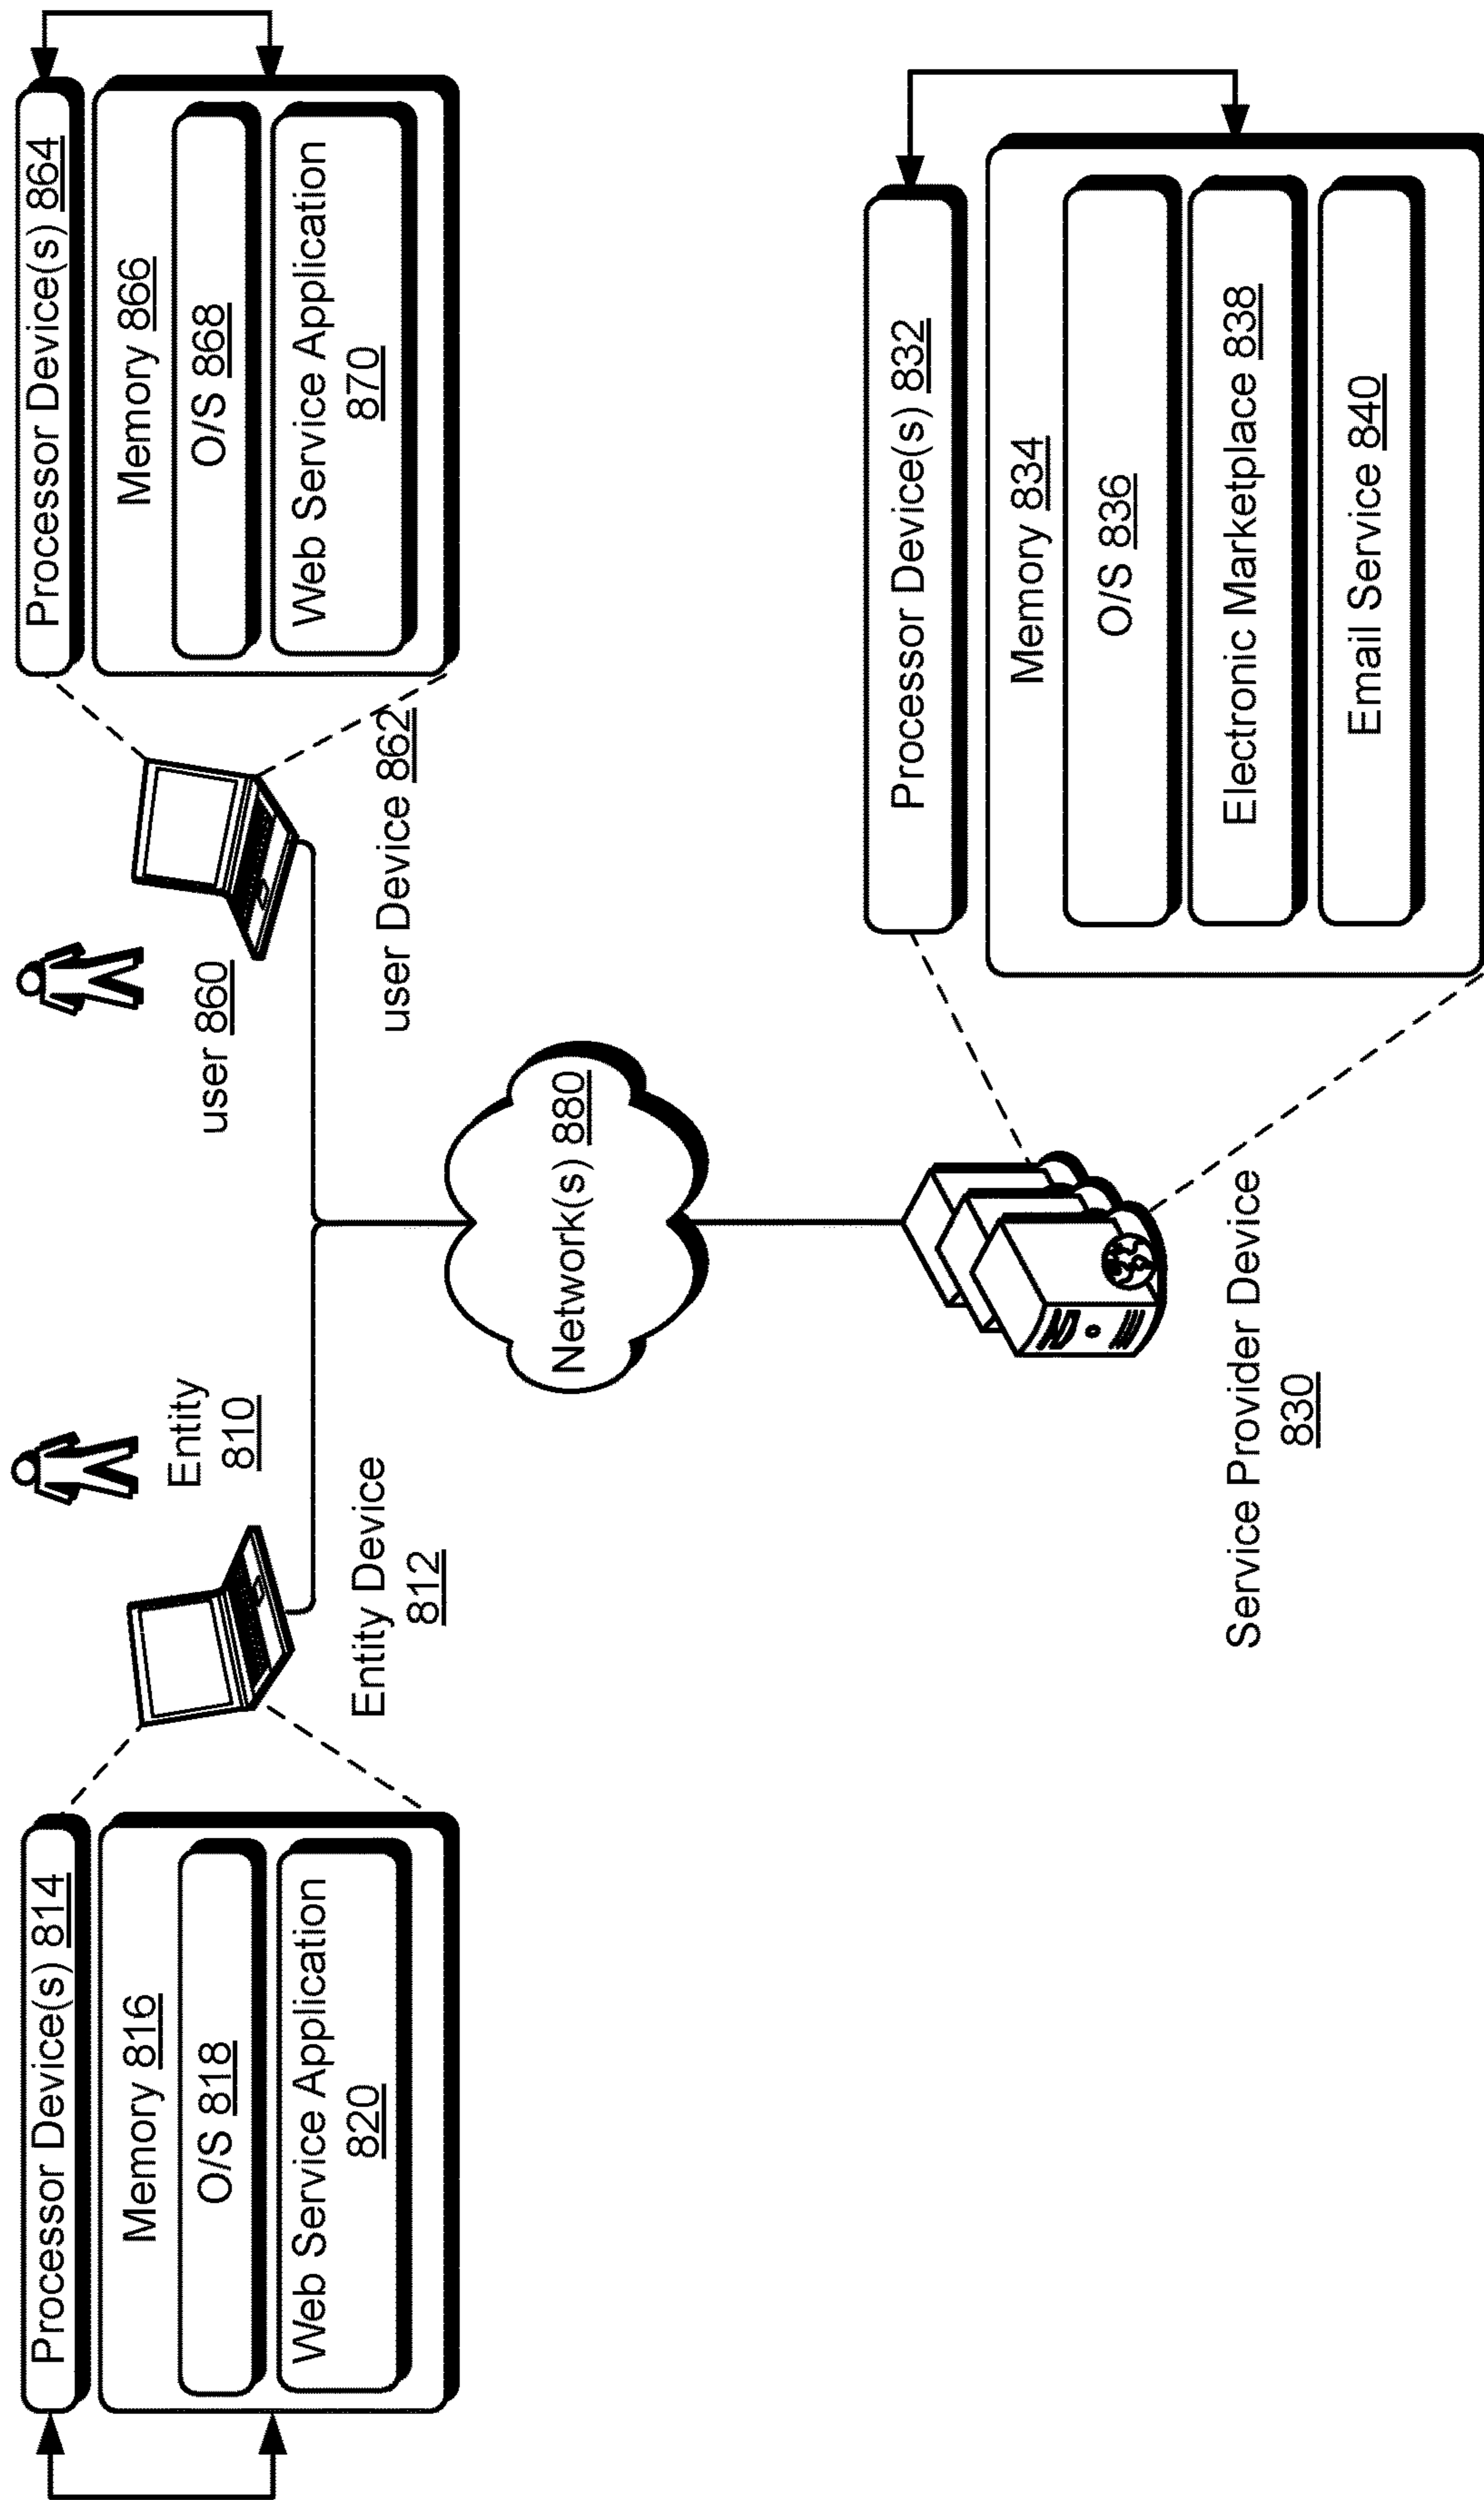 Processor Device(s) 814
Memory 816
O/S 818
Web Service Application
820
Entity
810
Entity Device
812
user 860
user Device 862
Processor Device(s) 864
Memory 866
O/S 868
Web Service Application
870
Network(s) 880
Service Provider Device
830
Processor Device(s) 832
Memory 834
O/S 836
Electronic Marketplace 838
Email Service 840